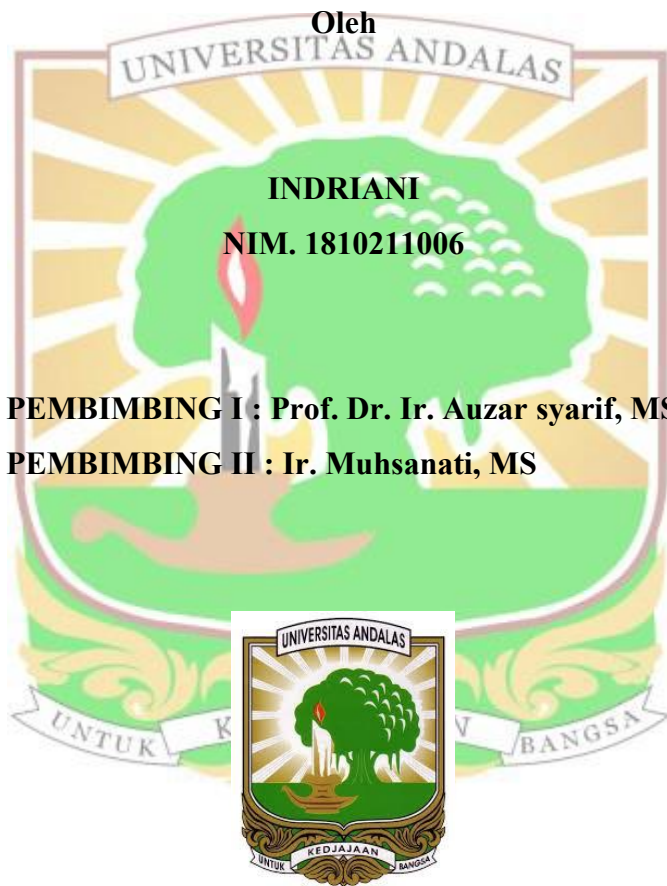 Oleh
UNIVERSITAS ANDALAS
INDRIANI
NIM. 1810211006
PEMBIMBING I : Prof. Dr. Ir. Auzar syarif, MS
PEMBIMBING II : Ir. Muhsanati, MS
UNIVERSITAS ANDALAS
UNTUK K N BANGSA
UNTUK KEDJAJAAN BANGSA